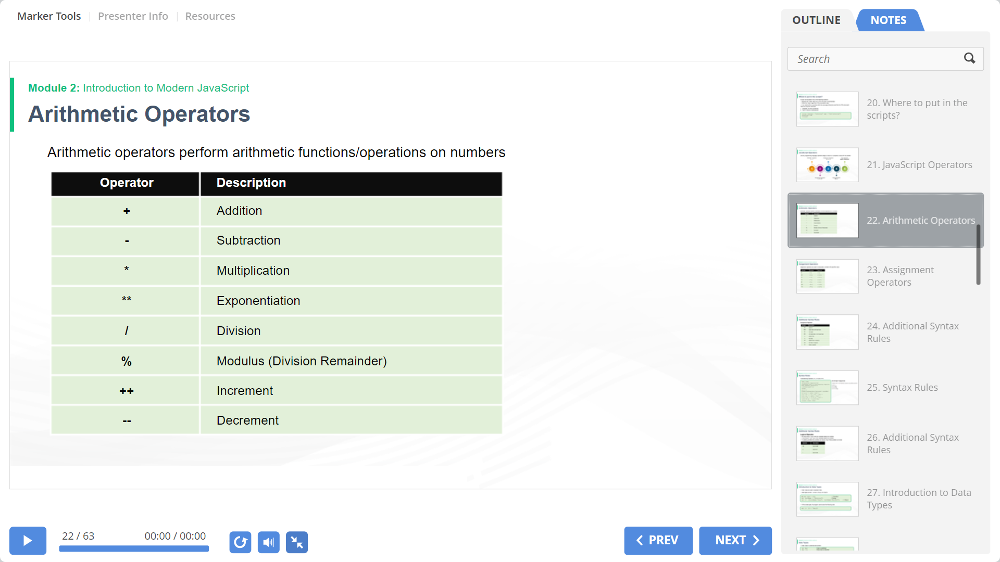 Marker Tools
Presenter Info
Resources
OUTLINE
NOTES
Search
Module 2: Introduction to Modern JavaScript
Arithmetic Operators
Arithmetic operators perform arithmetic functions/operations on numbers
Operator Description
+ Addition
- Subtraction
* Multiplication
** Exponentiation
/ Division
% Modulus (Division Remainder)
++ Increment
-- Decrement
20. Where to put in the
scripts?
21. JavaScript Operators
22. Arithmetic Operators
23. Assignment
Operators
24. Additional Syntax
Rules
25. Syntax Rules
26. Additional Syntax
Rules
27. Introduction to Data
Types
22 / 63
00:00 / 00:00
PREV
NEXT